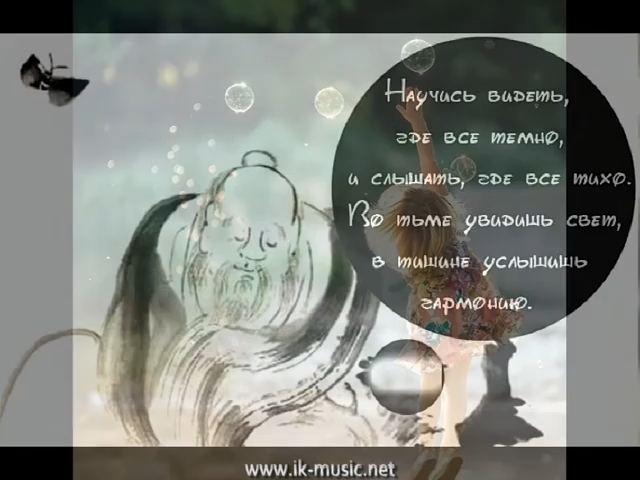 Научись видеть,
где все темно,
и слышать, где все тихо.
Во тьме увидишь свет,
в тишине услышишь
гармонию.
www.ik-music.net